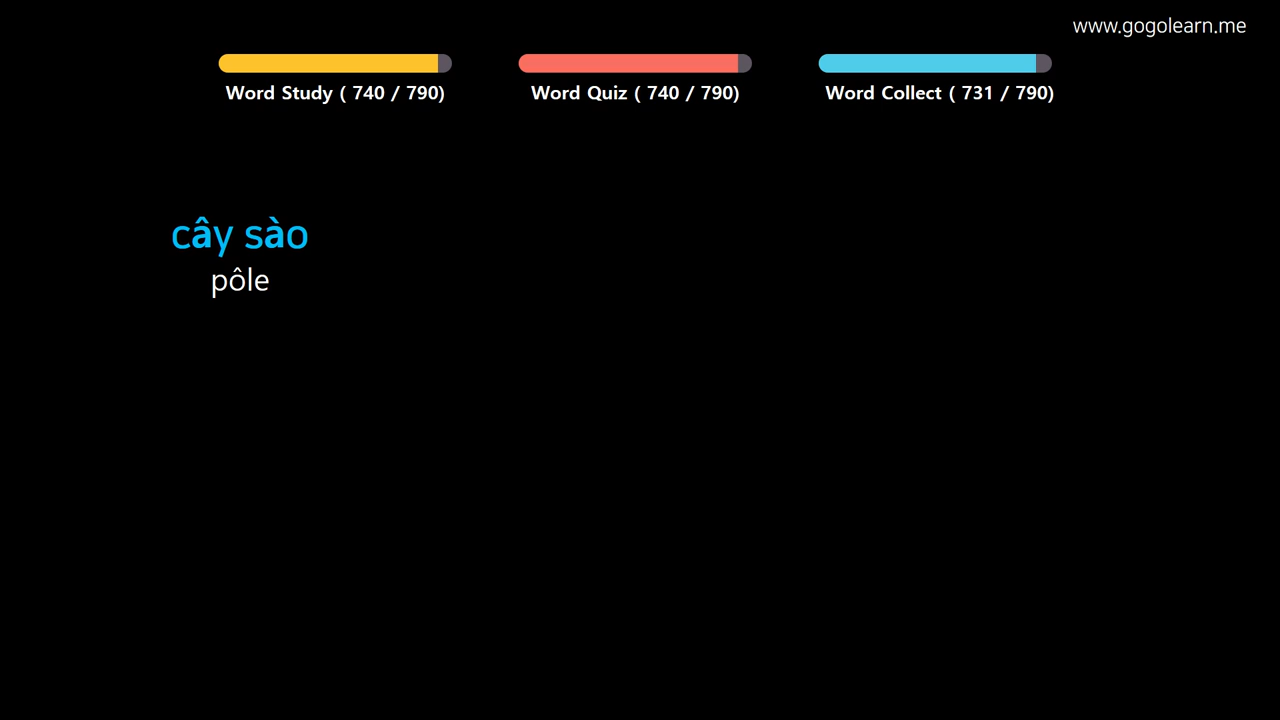 www.gogolearn.me
Word Study ( 740 / 790)
Word Quiz ( 740 / 790)
Word Collect ( 731 / 790)
cây sào
pôle